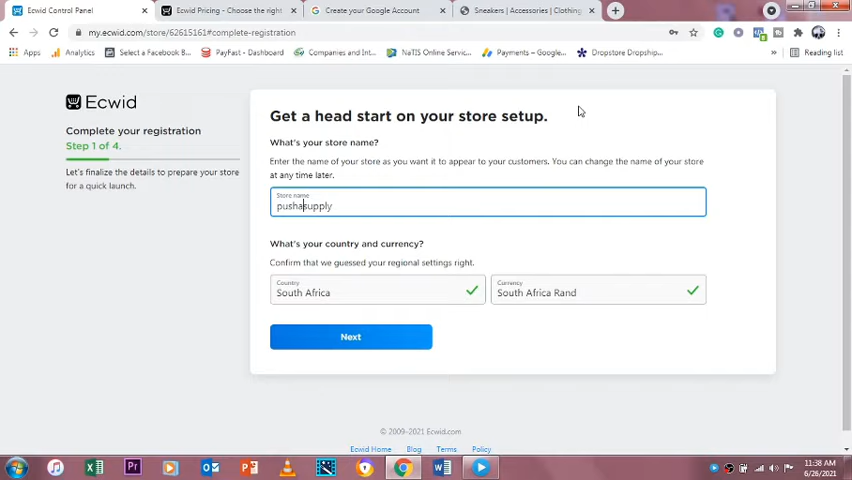 Ecwid Control Panel
Ecwid Pricing - Choose the right
Create your Google Account
Sneakers | Accessories | Clothing
my.ecwid.com/store/62615161#complete-registration
Apps
Analytics
Select a Facebook B...
PayFast - Dashboard
Companies and Int...
NaTIS Online Servic...
Payments – Google...
Dropstore Dropship...
»
Reading list
Ecwid
Complete your registration
Step 1 of 4.
Let's finalize the details to prepare your store
for a quick launch.
Get a head start on your store setup.
What's your store name?
Enter the name of your store as you want it to appear to your customers. You can change the name of your store
at any time later.
Store name
pushasupply
What's your country and currency?
Confirm that we guessed your regional settings right.
Country
South Africa
Currency
South Africa Rand
Next
© 2009-2021 Ecwid.com
Ecwid Home
Blog
Terms
Policy
11:38 AM
6/26/2021